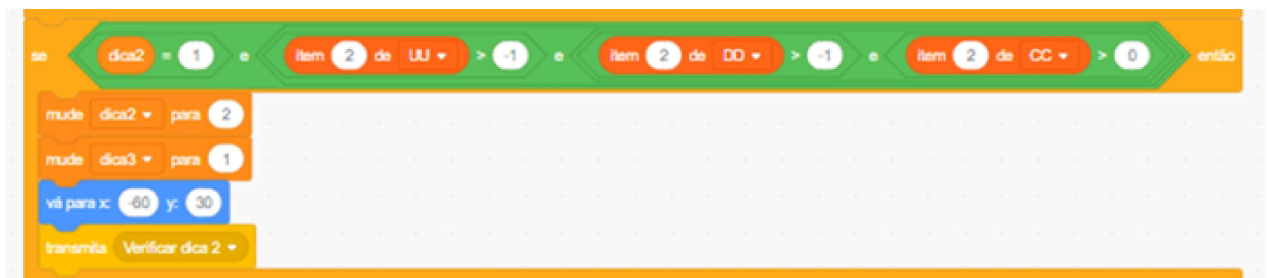 se dica2 = 1 e item 2 de UU > -1 e item 2 de DD > -1 e item 2 de CC > 0 então
mude dica2 para 2
mude dica3 para 1
vá para x: -60 y: 30
transmita Verificar dica 2